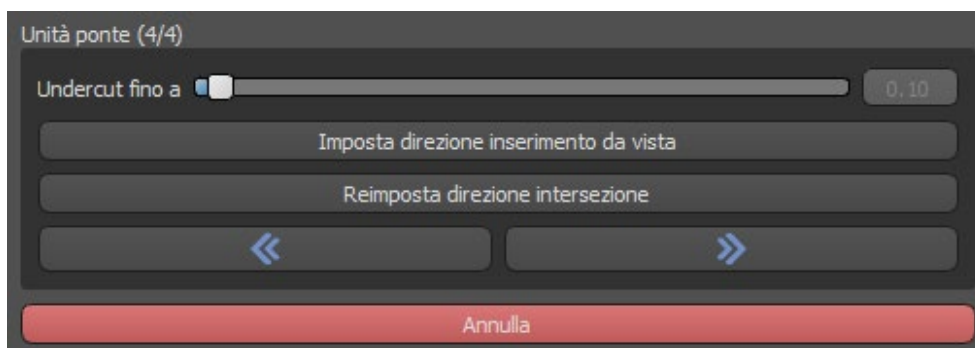 Unità ponte (4/4)
Undercut fino a 0.10
Imposta direzione inserimento da vista
Reimposta direzione intersezione
Annulla